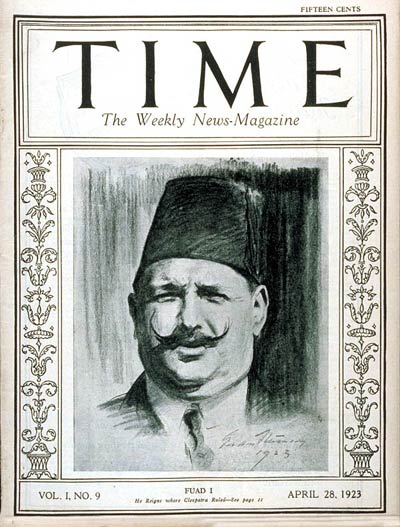 FIFTEEN CENTS
TIME
The Weekly News-Magazine
1923
VOL. I, NO. 9
FUAD I
He Reigns where Cleopatra Ruled—See page 11
APRIL 28, 1923